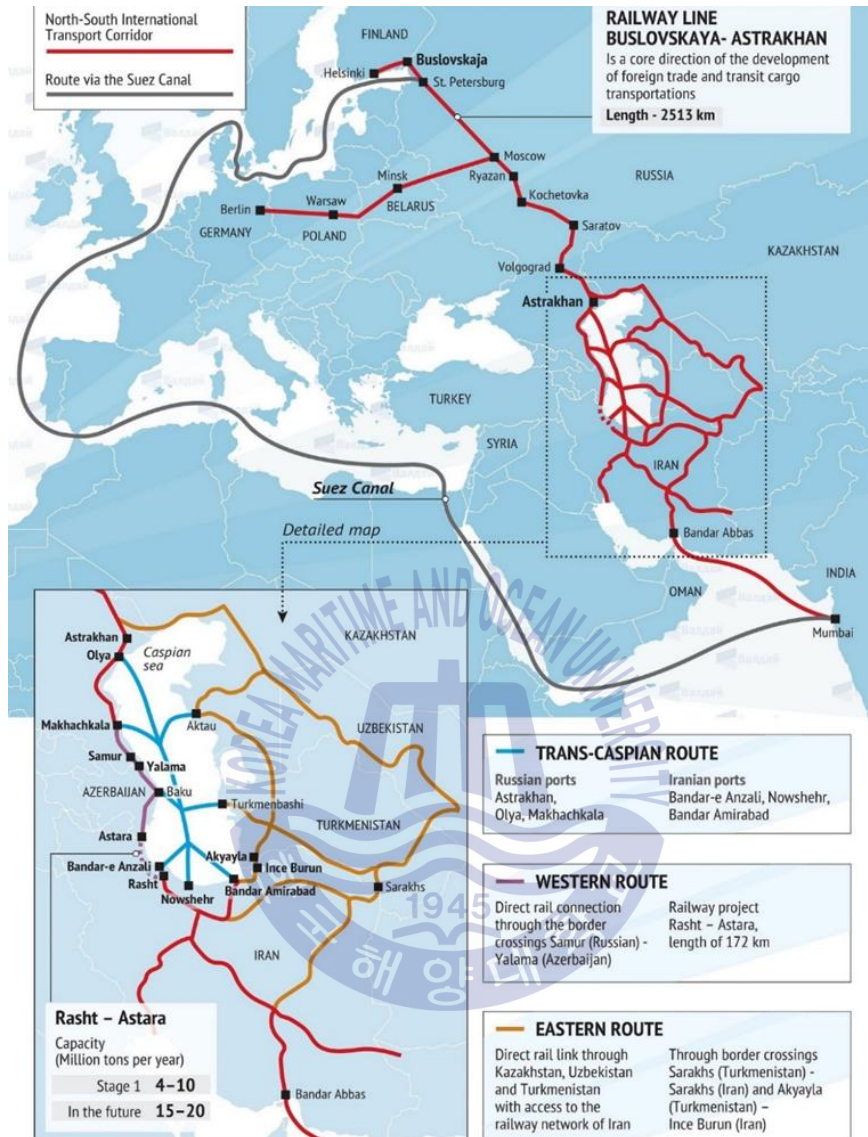 North-South International
Transport Corridor
Route via the Suez Canal
RAILWAY LINE
BUSLOVSKAYA- ASTRAKHAN
Is a core direction of the development
of foreign trade and transit cargo
transportations
Length - 2513 km
FINLAND
Buslovskaja
Helsinki
St. Petersburg
Moscow
Minsk
Ryazan
RUSSIA
Warsaw
Kochetovka
Berlin
BELARUS
GERMANY
POLAND
Saratov
KAZAKHSTAN
Volgograd
Astrakhan
TURKEY
SYRIA
IRAN
Suez Canal
Detailed map
Bandar Abbas
OMAN
INDIA
Mumbai
KOREA MARITIME AND OCEAN UNIVERSITY
1945
해양대
Astrakhan
Olya
Caspian
sea
KAZAKHSTAN
Makhachkala
Aktau
UZBEKISTAN
Samur
Yalama
AZERBAIJAN
Baku
Turkmenbashi
TURKMENISTAN
Astara
Akyayla
Bandar-e Anzali
Ince Burun
Rasht
Bandar Amirabad
Nowshehr
Sarakhs
IRAN
Bandar Abbas
Rasht – Astara
Capacity
(Million tons per year)
Stage 1 4–10
In the future 15–20
TRANS-CASPIAN ROUTE
Russian ports
Astrakhan,
Olya, Makhachkala
Iranian ports
Bandar-e Anzali, Nowshehr,
Bandar Amirabad
WESTERN ROUTE
Direct rail connection
through the border
crossings Samur (Russian) -
Yalama (Azerbaijan)
Railway project
Rasht – Astara,
length of 172 km
EASTERN ROUTE
Direct rail link through
Kazakhstan, Uzbekistan
and Turkmenistan
with access to the
railway network of Iran
Through border crossings
Sarakhs (Turkmenistan) -
Sarakhs (Iran) and Akyayla
(Turkmenistan) –
Ince Burun (Iran)